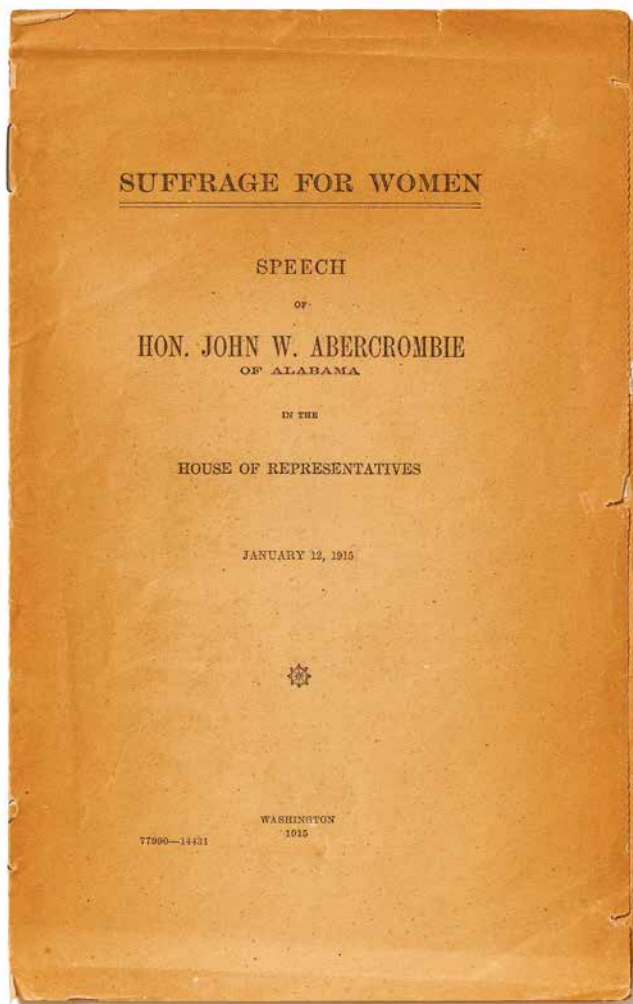 SUFFRAGE FOR WOMEN
SPEECH
OF
HON. JOHN W. ABERCROMBIE
OF ALABAMA
IN THE
HOUSE OF REPRESENTATIVES
JANUARY 12, 1915
WASHINGTON
1915
77990—14431